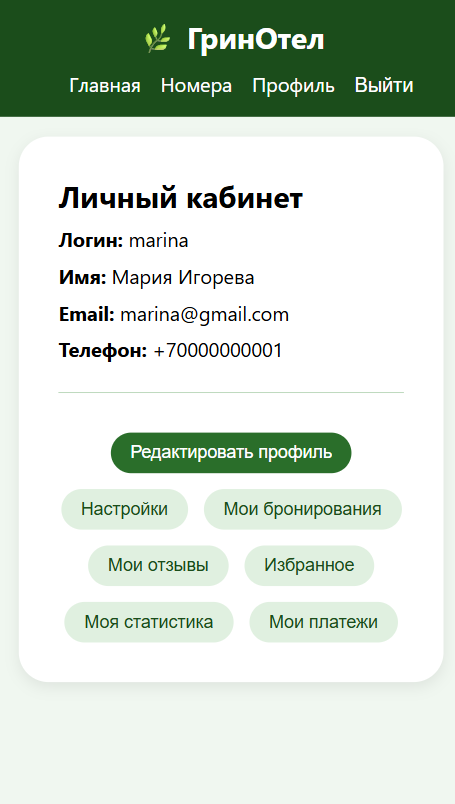 ГринОтел
Главная Номера Профиль Выйти
Личный кабинет
Логин: marina
Имя: Мария Игорева
Email: marina@gmail.com
Телефон: +70000000001
Редактировать профиль
Настройки Мои бронирования
Мои отзывы Избранное
Моя статистика Мои платежи